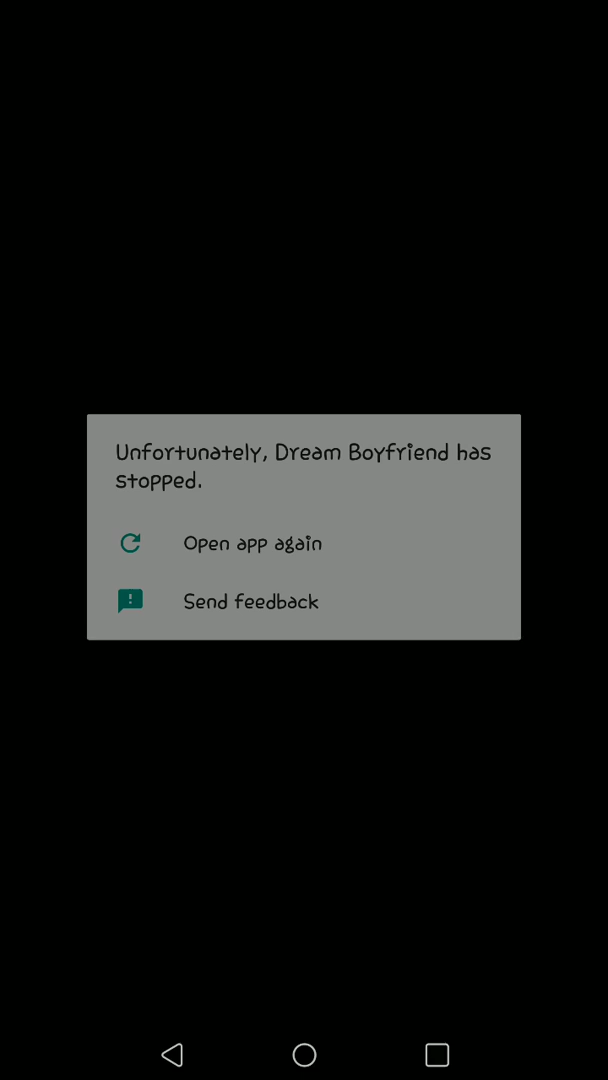 Unfortunately, Dream Boyfriend has
stopped.
Open app again
Send feedback